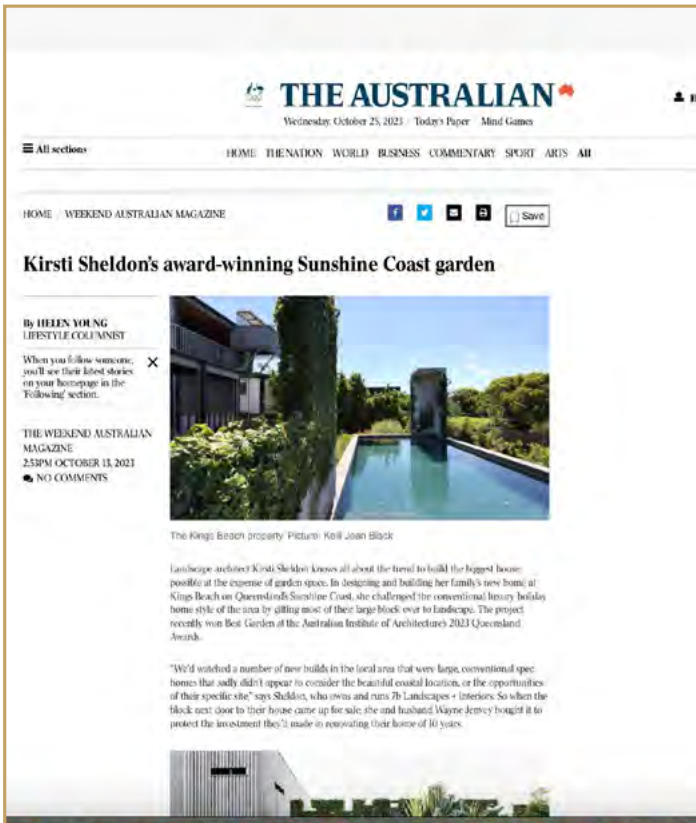 THE AUSTRALIAN
Wednesday, October 25, 2023 Today's Paper Mind Games
All sections
HOME THE NATION WORLD BUSINESS COMMENTARY SPORT ARTS All
HOME / WEEKEND AUSTRALIAN MAGAZINE
Save
Kirsti Sheldon's award-winning Sunshine Coast garden
By HELEN YOUNG
LIFESTYLE COLUMNIST
When you follow someone,
you'll see their latest stories
on your homepage in the
'Following' section.
THE WEEKEND AUSTRALIAN
MAGAZINE
2:53PM OCTOBER 13, 2023
NO COMMENTS
The Kings Beach property. Picture: Kelli Jean Black
Landscape architect Kirsti Sheldon knows all about the trend to build the biggest house
possible at the expense of garden space. In designing and building her family's new home at
Kings Beach on Queensland's Sunshine Coast, she challenged the conventional luxury holiday
home style of the area by gifting most of their large block over to landscape. The project
recently won Best Garden at the Australian Institute of Architecture's 2023 Queensland
Awards.
"We'd watched a number of new builds in the local area that were large, conventional spec
homes that sadly didn't appear to consider the beautiful coastal location, or the opportunities
of their specific site," says Sheldon, who owns and runs 7b Landscapes + Interiors. So when the
block next door to their house came up for sale, she and husband Wayne Jenvey bought it to
protect the investment they'd made in renovating their home of 10 years.